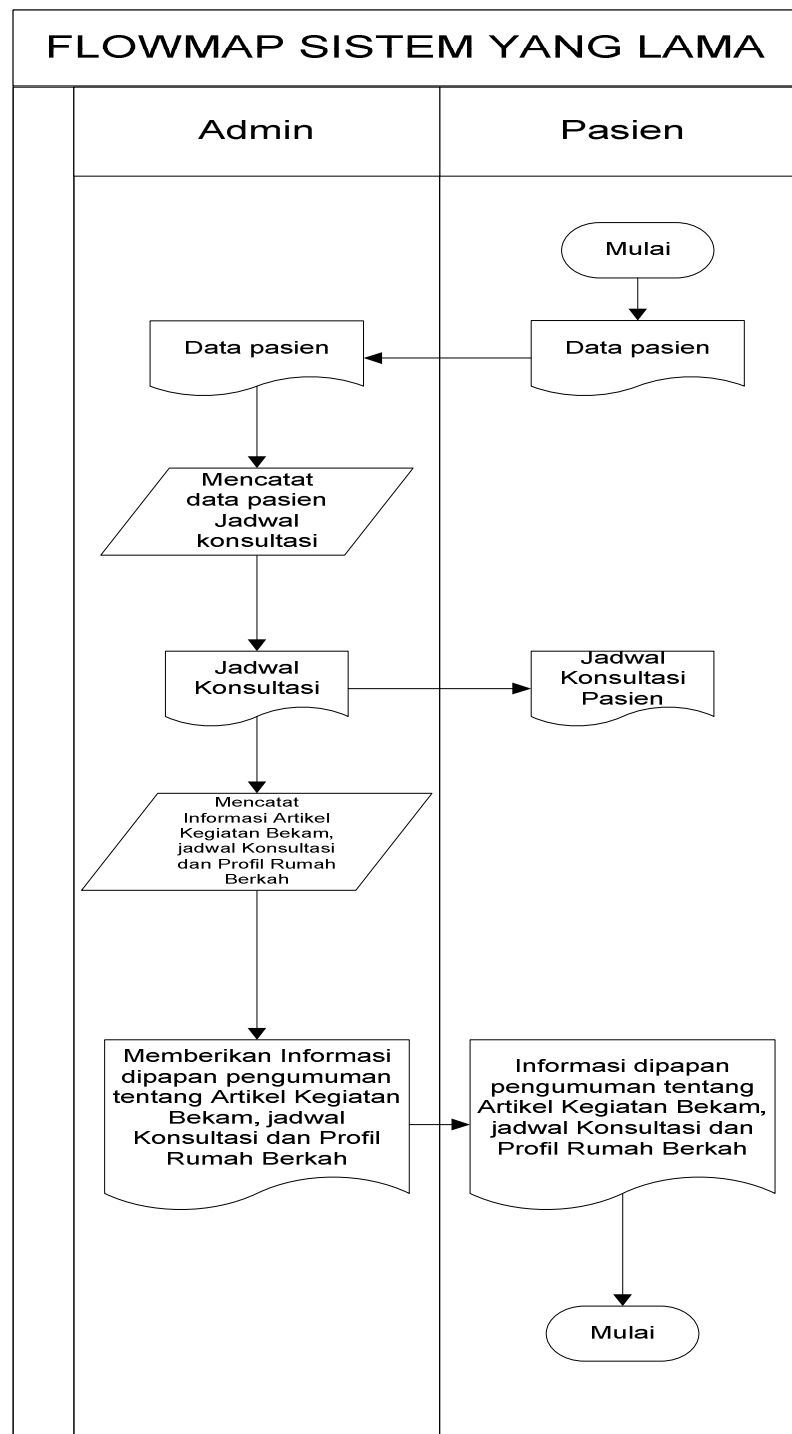 FLOWMAP SISTEM YANG LAMA
Admin
Pasien
Mulai
Data pasien
Data pasien
Mencatat
data pasien
Jadwal
konsultasi
Jadwal
Konsultasi
Jadwal
Konsultasi
Pasien
Mencatat
Informasi Artikel
Kegiatan Bekam,
jadwal Konsultasi
dan Profil Rumah
Berkah
Memberikan Informasi
dipapan pengumuman
tentang Artikel Kegiatan
Bekam, jadwal
Konsultasi dan Profil
Rumah Berkah
Informasi dipapan
pengumuman tentang
Artikel Kegiatan Bekam,
jadwal Konsultasi dan
Profil Rumah Berkah
Mulai